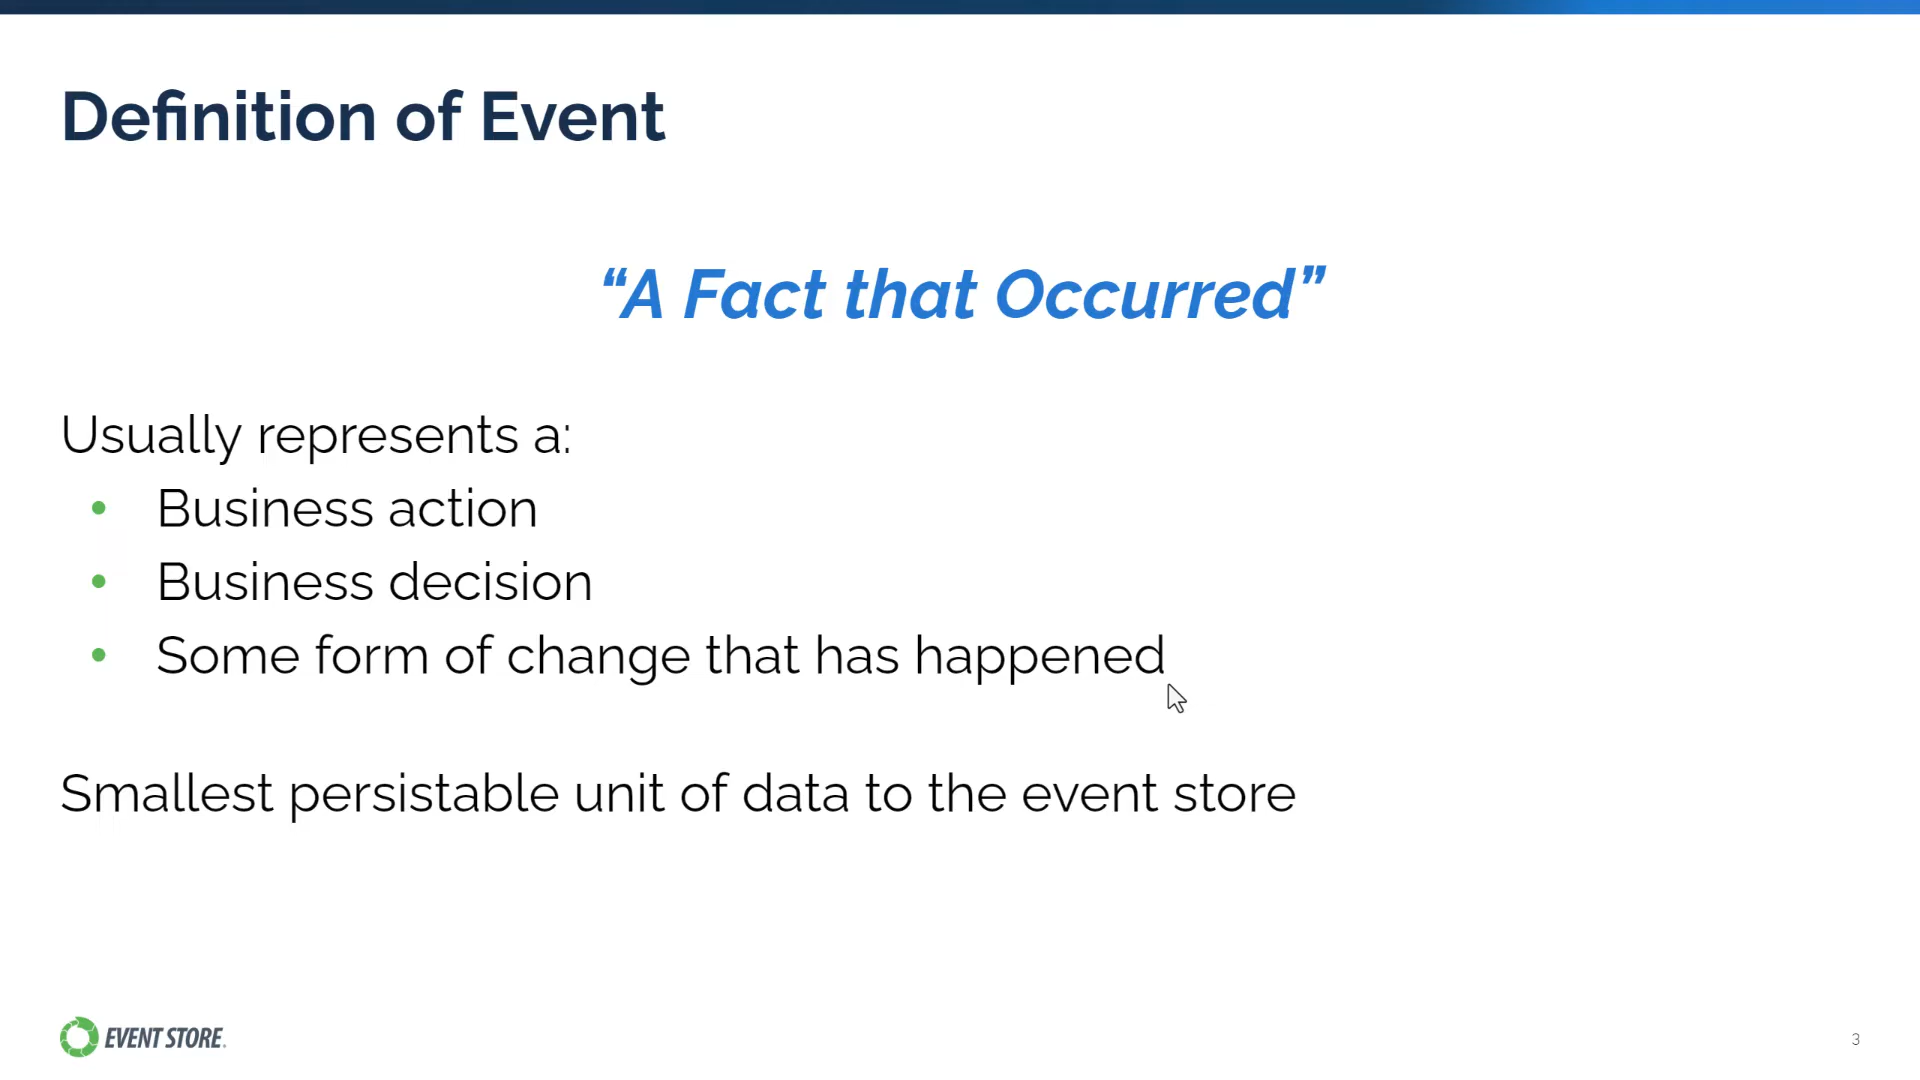 Definition of Event
“A Fact that Occurred”
Usually represents a:
• Business action
• Business decision
• Some form of change that has happened
Smallest persistable unit of data to the event store
EVENT STORE.
3